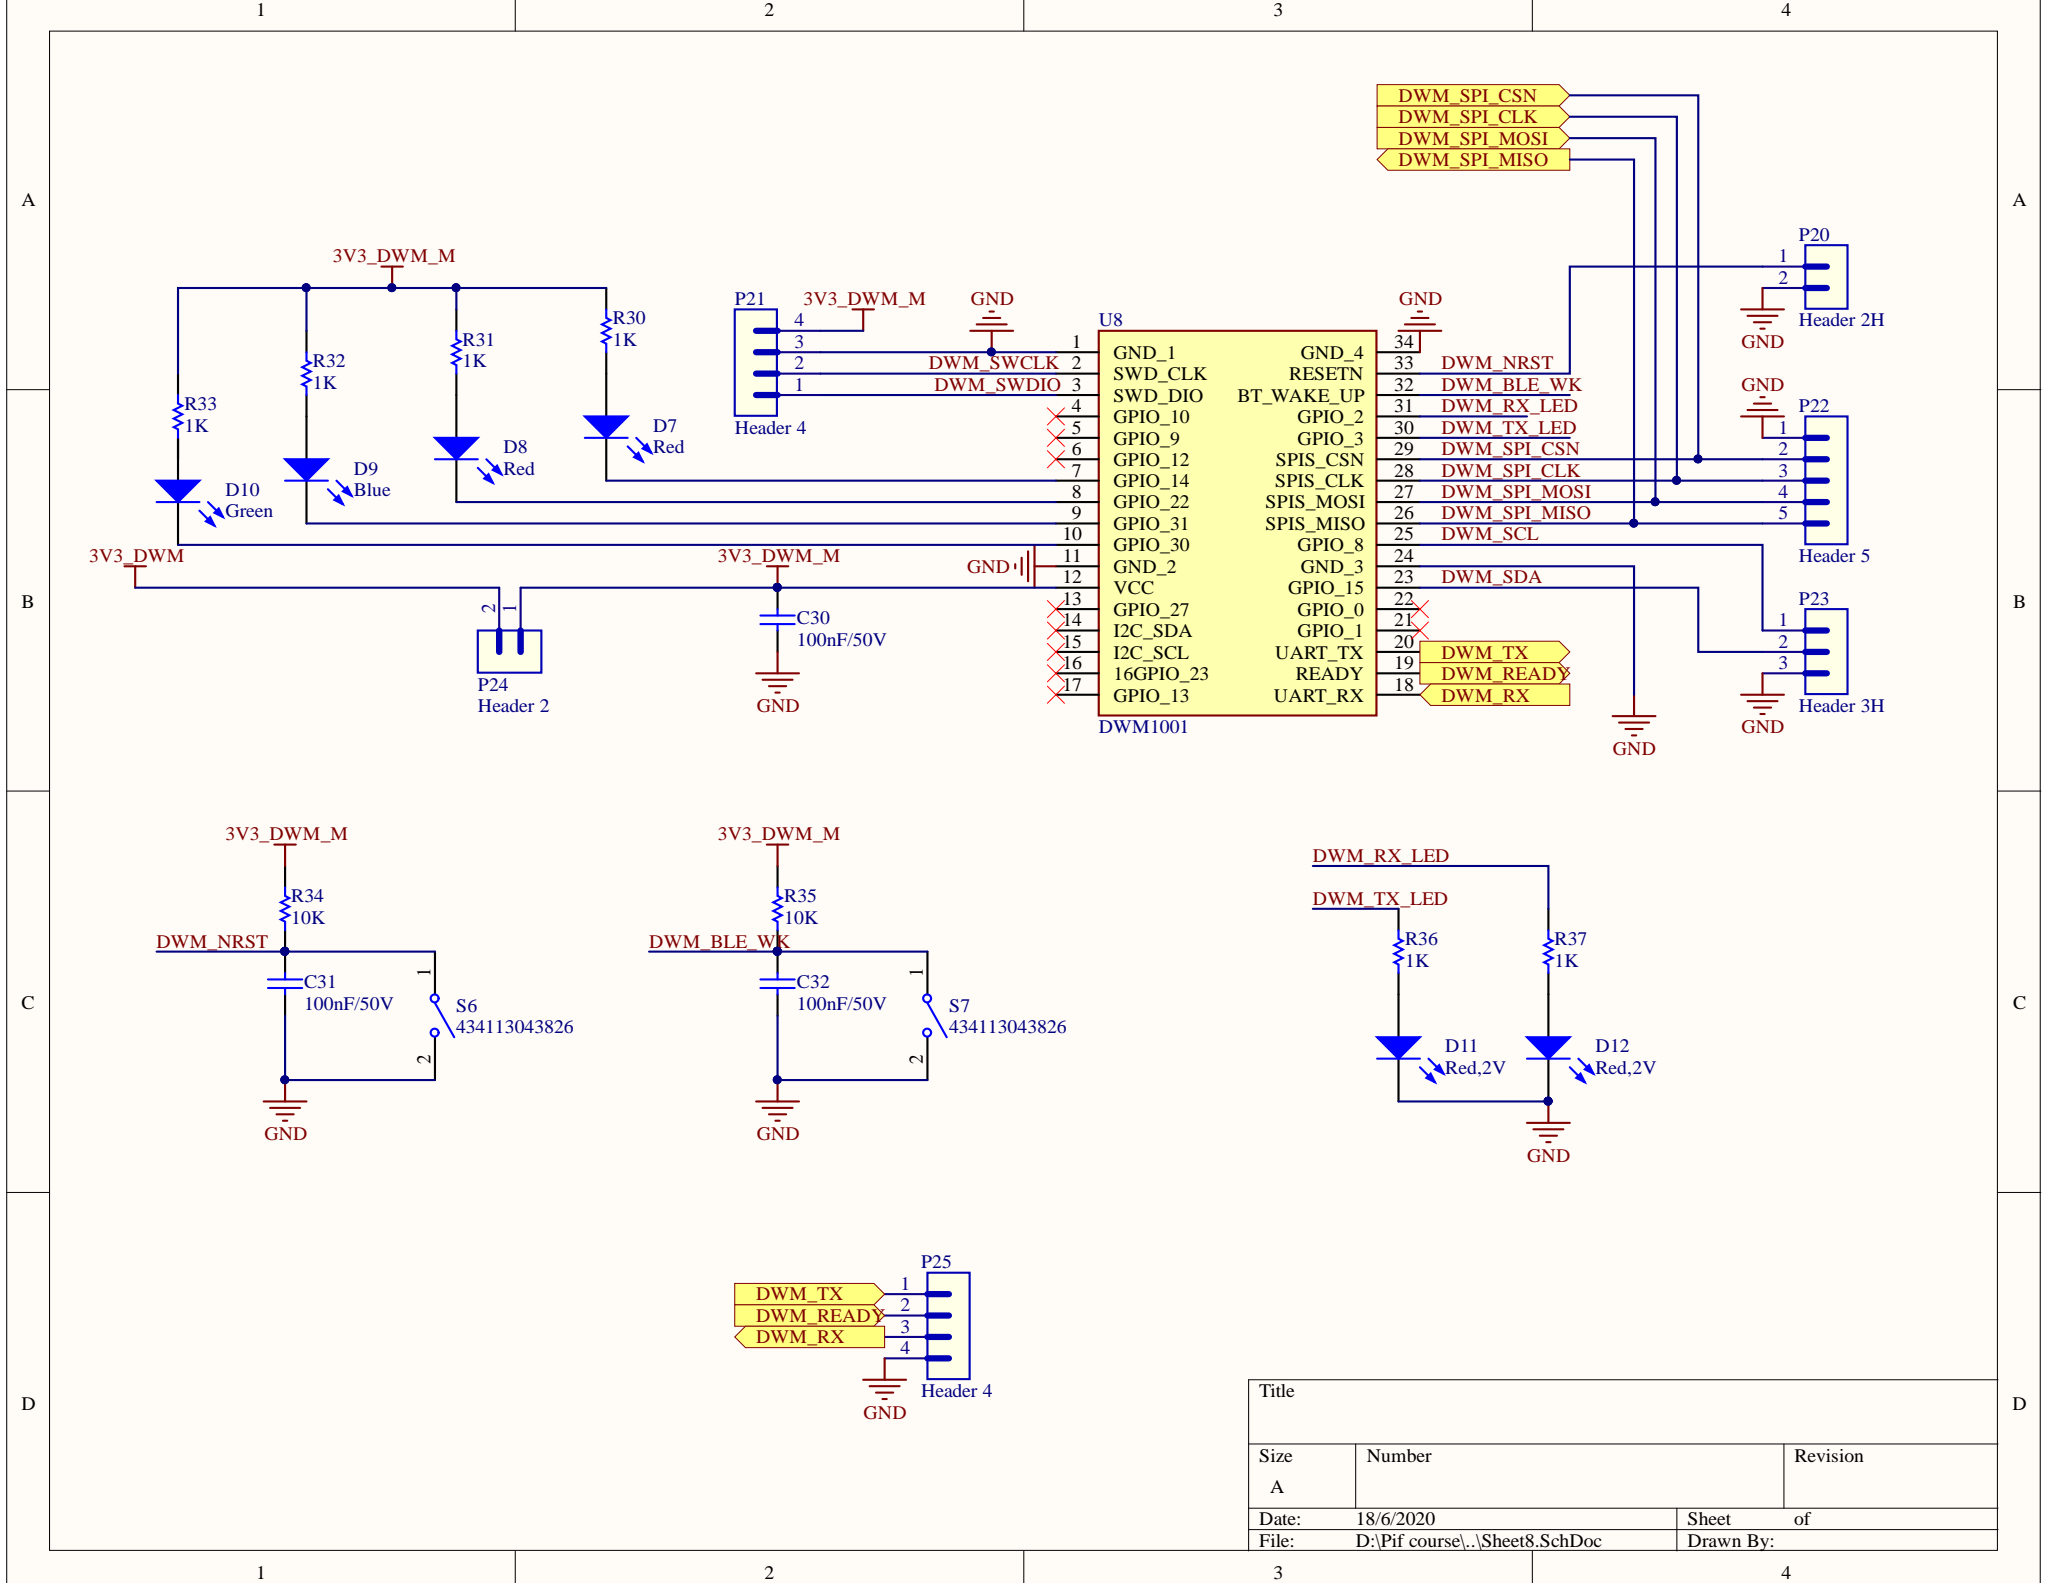 1 2 3 4
A A
B B
C C
D D
1 2 3 4
DWM_SPI_CSN
DWM_SPI_CLK
DWM_SPI_MOSI
DWM_SPI_MISO
3V3_DWM_M
R33
1K
R32
1K
R31
1K
R30
1K
D10
Green
D9
Blue
D8
Red
D7
Red
P21
4
3
2
1
Header 4
3V3_DWM_M
GND
DWM_SWCLK
DWM_SWDIO
3V3_DWM
2 1
P24
Header 2
3V3_DWM_M
C30
100nF/50V
GND
GND
U8
1 GND_1
2 SWD_CLK
3 SWD_DIO
4 GPIO_10
5 GPIO_9
6 GPIO_12
7 GPIO_14
8 GPIO_22
9 GPIO_31
10 GPIO_30
11 GND_2
12 VCC
13 GPIO_27
14 I2C_SDA
15 I2C_SCL
16 16GPIO_23
17 GPIO_13
GND_4 34
RESETN 33
BT_WAKE_UP 32
GPIO_2 31
GPIO_3 30
SPIS_CSN 29
SPIS_CLK 28
SPIS_MOSI 27
SPIS_MISO 26
GPIO_8 25
GND_3 24
GPIO_15 23
GPIO_0 22
GPIO_1 21
UART_TX 20
READY 19
UART_RX 18
DWM1001
GND
DWM_NRST
DWM_BLE_WK
DWM_RX_LED
DWM_TX_LED
DWM_SPI_CSN
DWM_SPI_CLK
DWM_SPI_MOSI
DWM_SPI_MISO
DWM_SCL
DWM_SDA
DWM_TX
DWM_READY
DWM_RX
GND
P20
1
2
GND
Header 2H
GND
P22
1
2
3
4
5
Header 5
P23
1
2
3
GND
Header 3H
3V3_DWM_M
R34
10K
DWM_NRST
C31
100nF/50V
1
2
S6
434113043826
GND
3V3_DWM_M
R35
10K
DWM_BLE_WK
C32
100nF/50V
1
2
S7
434113043826
GND
DWM_RX_LED
DWM_TX_LED
R36
1K
R37
1K
D11
Red,2V
D12
Red,2V
GND
P25
DWM_TX 1
DWM_READY 2
DWM_RX 3
4
GND
Header 4
Title
Size Number Revision
A
Date: 18/6/2020 Sheet of
File: D:\Pif course\..\Sheet8.SchDoc Drawn By: